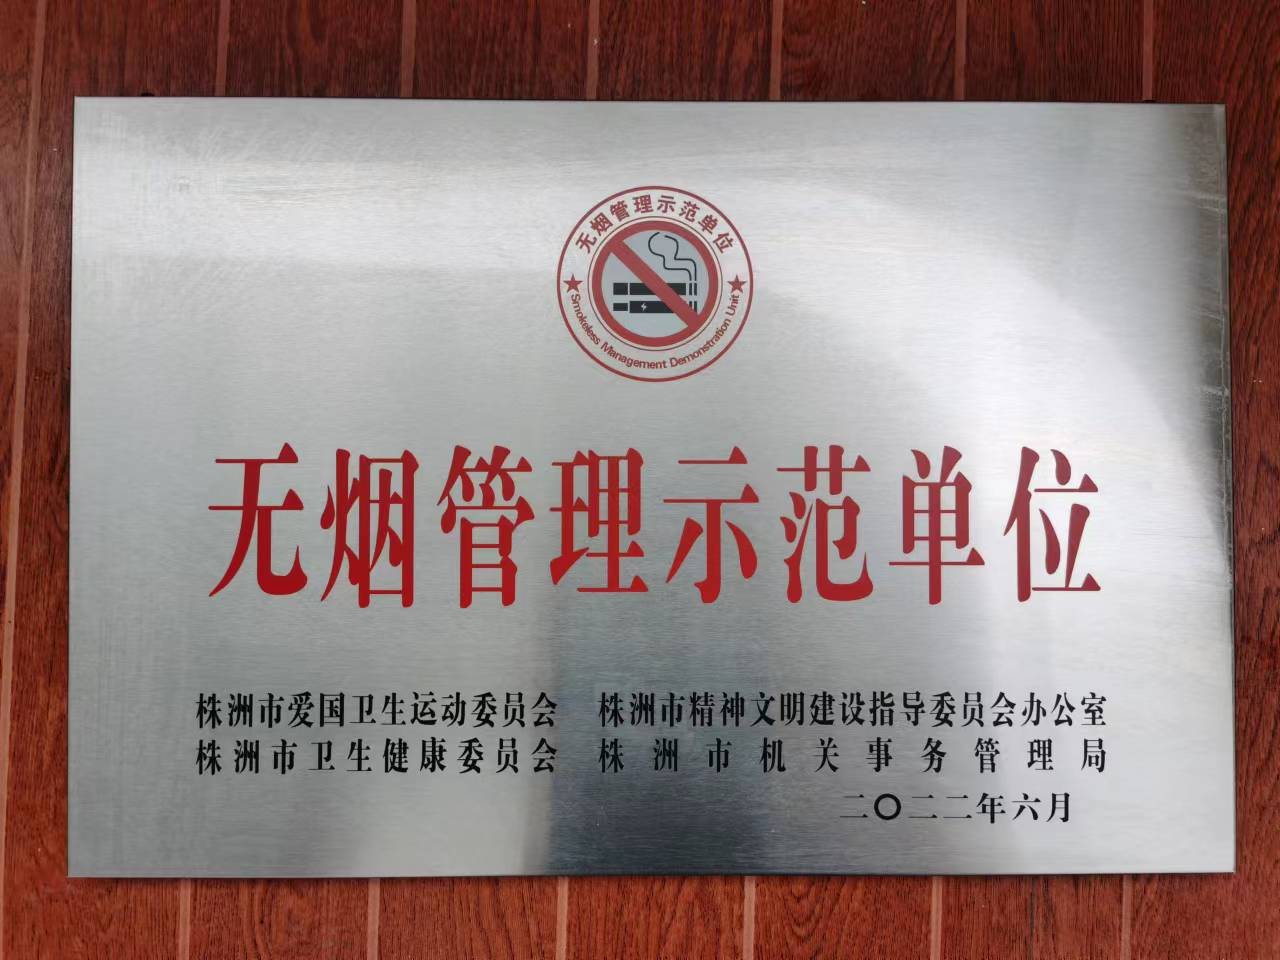 无烟管理示范单位
Smokeless Management Demonstration Unit
无烟管理示范单位
株洲市爱国卫生运动委员会 株洲市精神文明建设指导委员会办公室
株洲市卫生健康委员会 株洲市机关事务管理局
二〇二二年六月